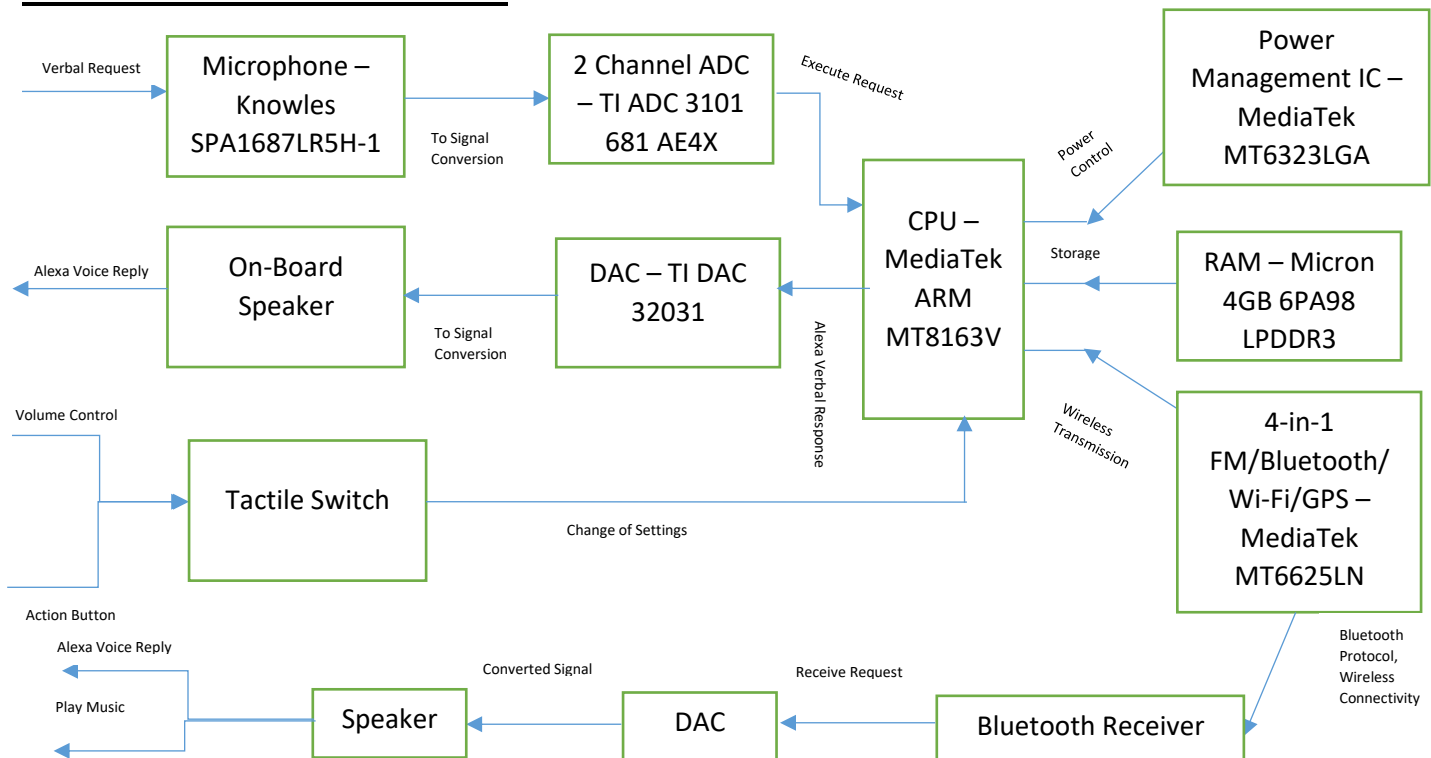 Verbal Request
Microphone –
Knowles
SPA1687LR5H-1
To Signal
Conversion
2 Channel ADC
– TI ADC 3101
681 AE4X
Execute Request
Power
Management IC –
MediaTek
MT6323LGA
Power
Control
CPU –
MediaTek
ARM
MT8163V
Alexa Voice Reply
On-Board
Speaker
To Signal
Conversion
DAC – TI DAC
32031
Alexa Verbal Response
Storage
RAM – Micron
4GB 6PA98
LPDDR3
Wireless
Transmission
4-in-1
FM/Bluetooth/
Wi-Fi/GPS –
MediaTek
MT6625LN
Volume Control
Tactile Switch
Change of Settings
Action Button
Alexa Voice Reply
Play Music
Speaker
Converted Signal
DAC
Receive Request
Bluetooth Receiver
Bluetooth
Protocol,
Wireless
Connectivity